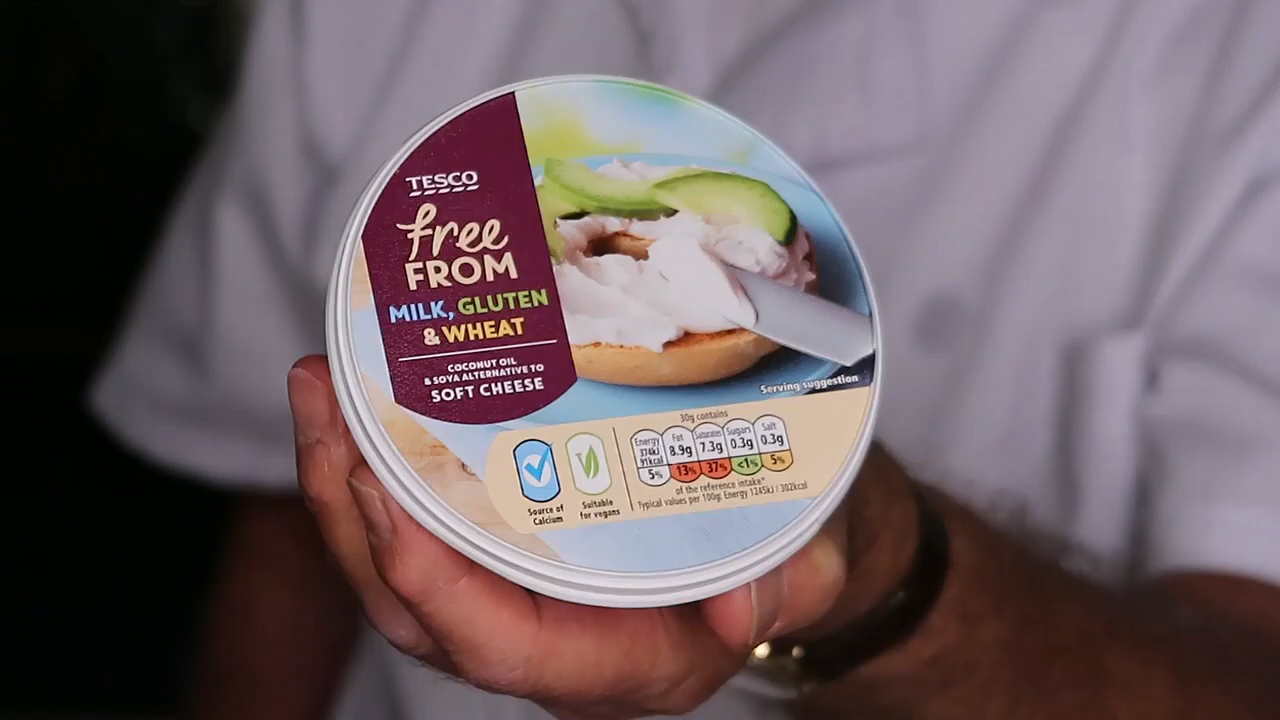 TESCO
free
FROM
MILK, GLUTEN
& WHEAT
COCONUT OIL
& SOYA ALTERNATIVE TO
SOFT CHEESE
Serving suggestion
Source of
Calcium
Suitable
for vegans
30g contains
Energy Fat Saturates Sugars Salt
374kJ 8.9g 7.3g 0.3g 0.3g
91kcal
5% 13% 37% <1% 5%
of the reference intake*
Typical values per 100g: Energy 1245kJ / 302kcal